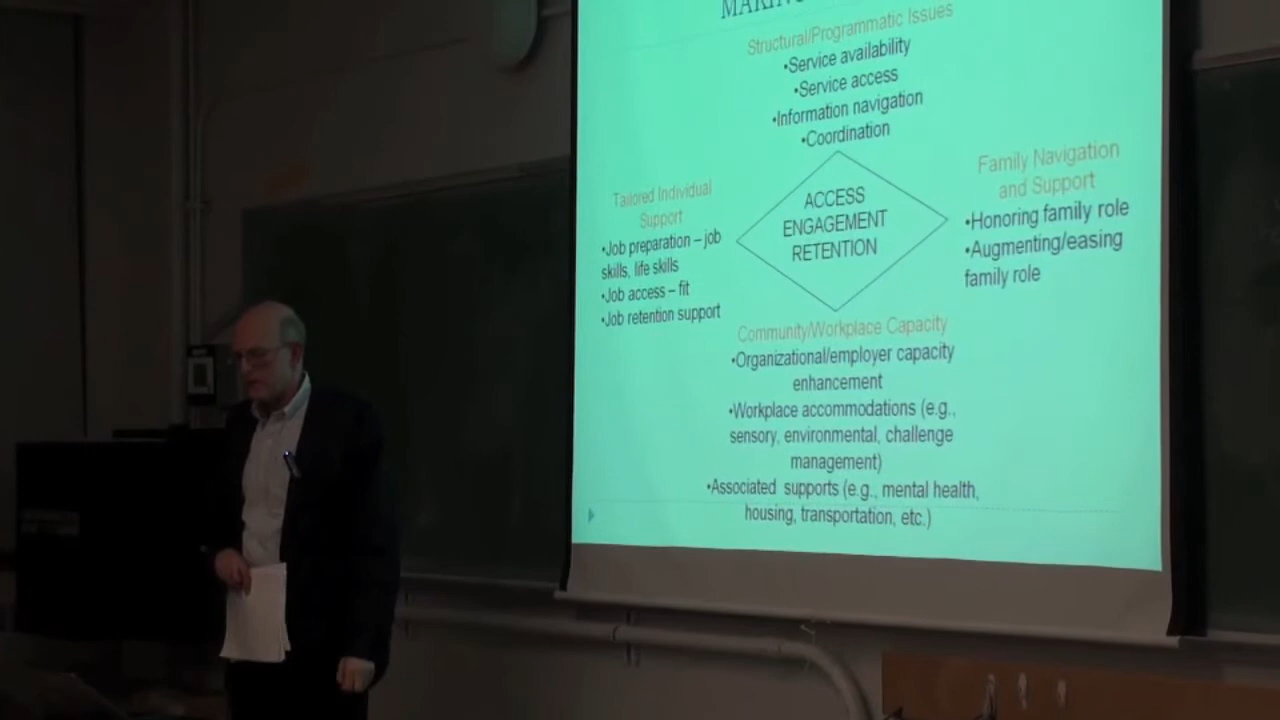 Structural/Programmatic Issues
•Service availability
•Service access
•Information navigation
•Coordination
Tailored Individual
Support
•Job preparation – job
skills, life skills
•Job access – fit
•Job retention support
ACCESS
ENGAGEMENT
RETENTION
Family Navigation
and Support
•Honoring family role
•Augmenting/easing
family role
Community/Workplace Capacity
•Organizational/employer capacity
enhancement
•Workplace accommodations (e.g.,
sensory, environmental, challenge
management)
•Associated supports (e.g., mental health,
housing, transportation, etc.)